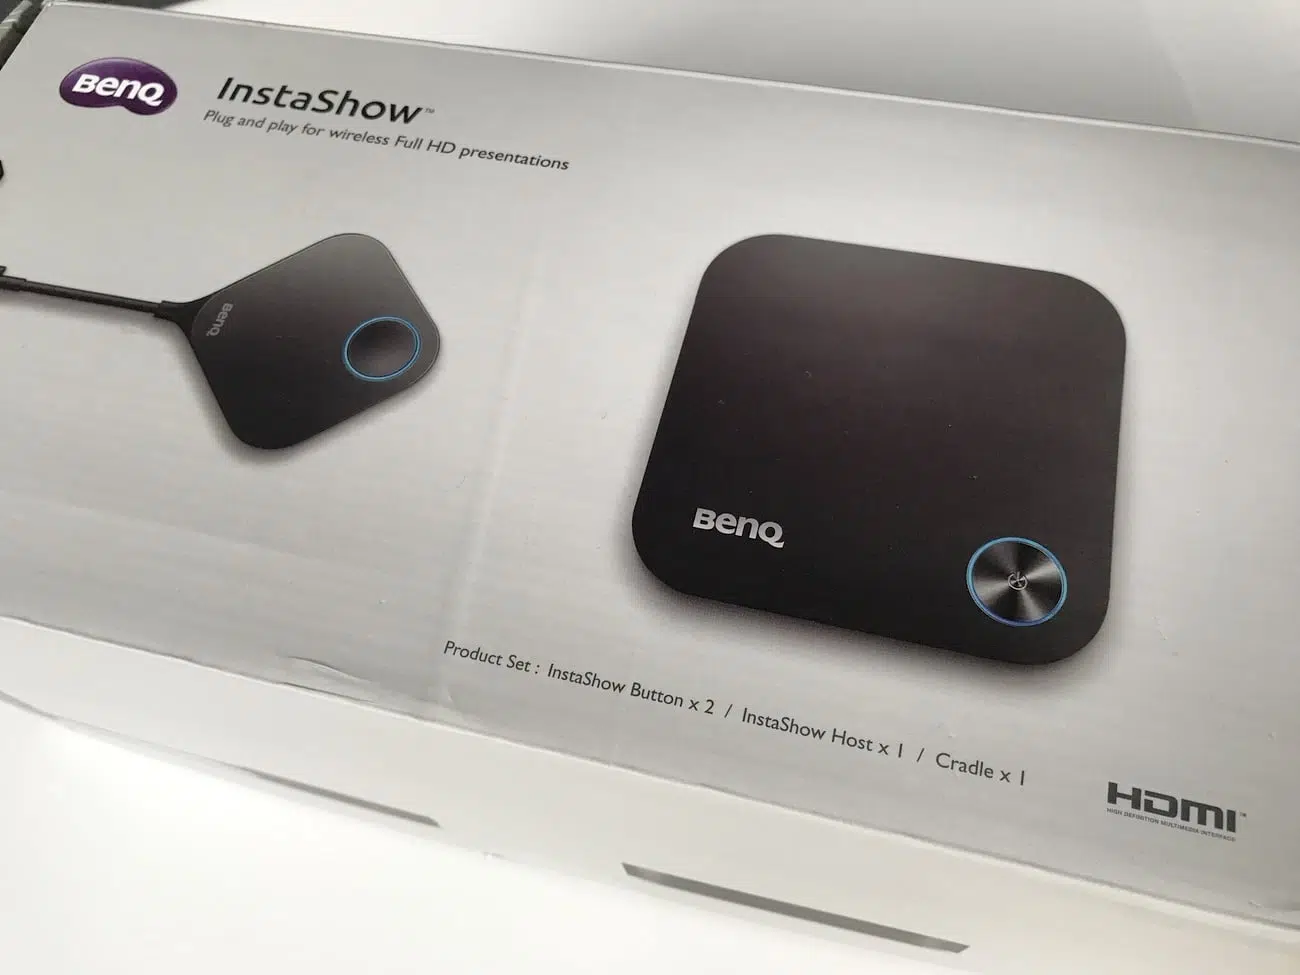 BenQ
InstaShow™
Plug and play for wireless Full HD presentations
BenQ
BenQ
Product Set : InstaShow Button x 2 / InstaShow Host x 1 / Cradle x 1
HDMI™
HIGH DEFINITION MULTIMEDIA INTERFACE